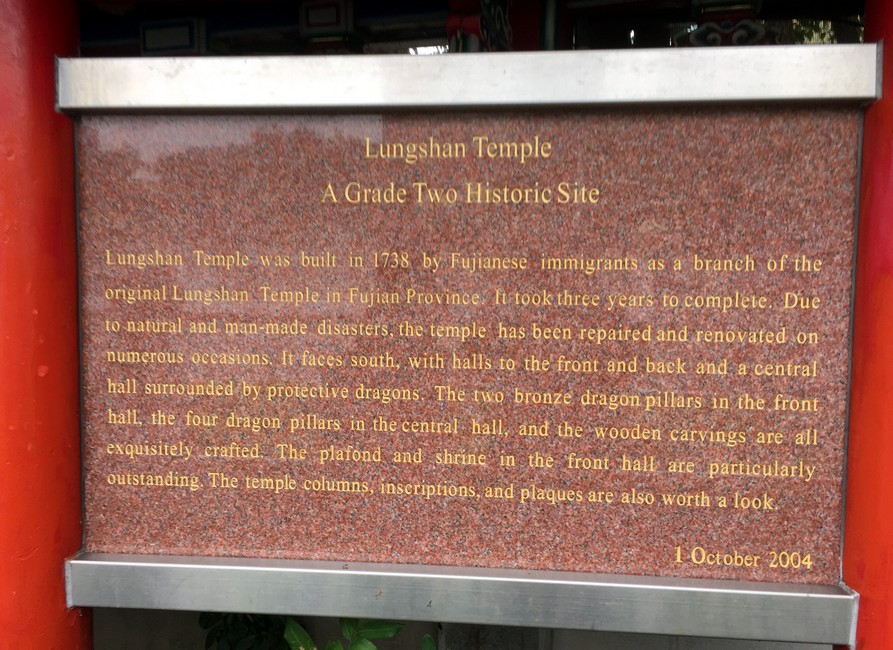 Lungshan Temple
A Grade Two Historic Site
Lungshan Temple was built in 1738 by Fujianese immigrants as a branch of the
original Lungshan Temple in Fujian Province. It took three years to complete. Due
to natural and man-made disasters, the temple has been repaired and renovated on
numerous occasions. It faces south, with halls to the front and back and a central
hall surrounded by protective dragons. The two bronze dragon pillars in the front
hall, the four dragon pillars in the central hall, and the wooden carvings are all
exquisitely crafted. The plafond and shrine in the front hall are particularly
outstanding. The temple columns, inscriptions, and plaques are also worth a look.
1 October 2004